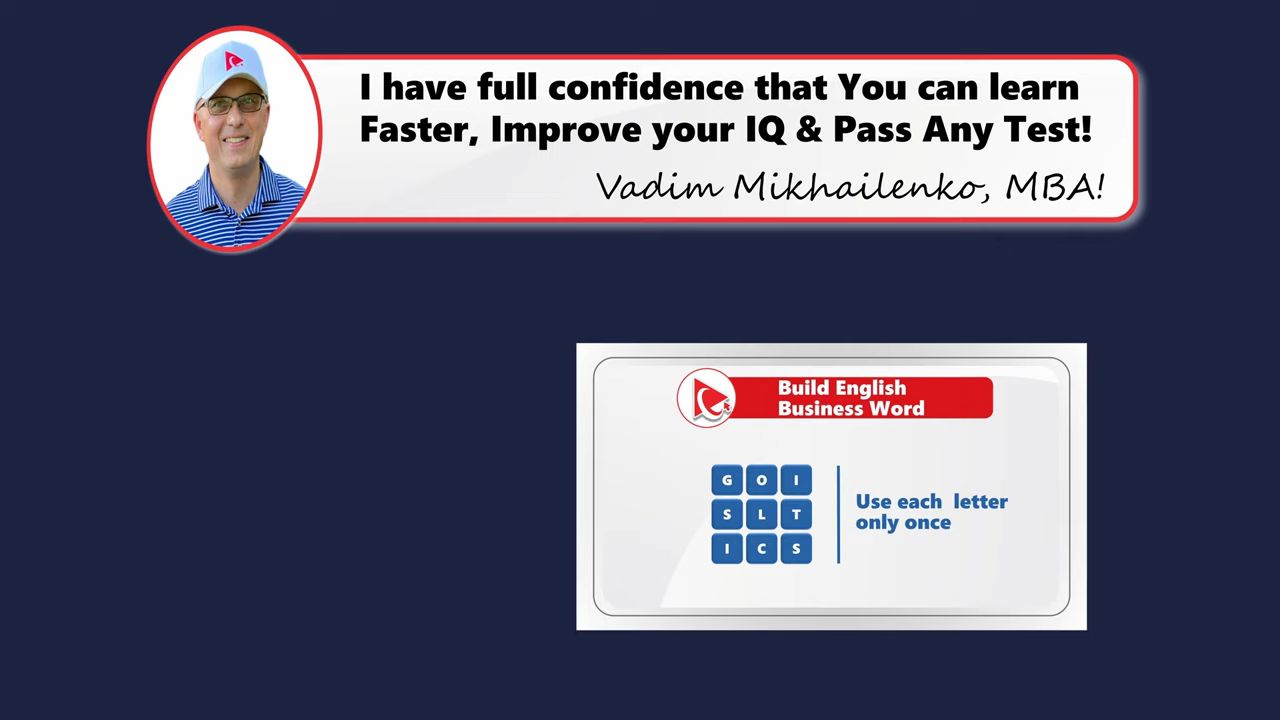 I have full confidence that You can learn
Faster, Improve your IQ & Pass Any Test!
Vadim Mikhailenko, MBA!
Build English
Business Word
G O I
S L T
I C S
Use each letter
only once